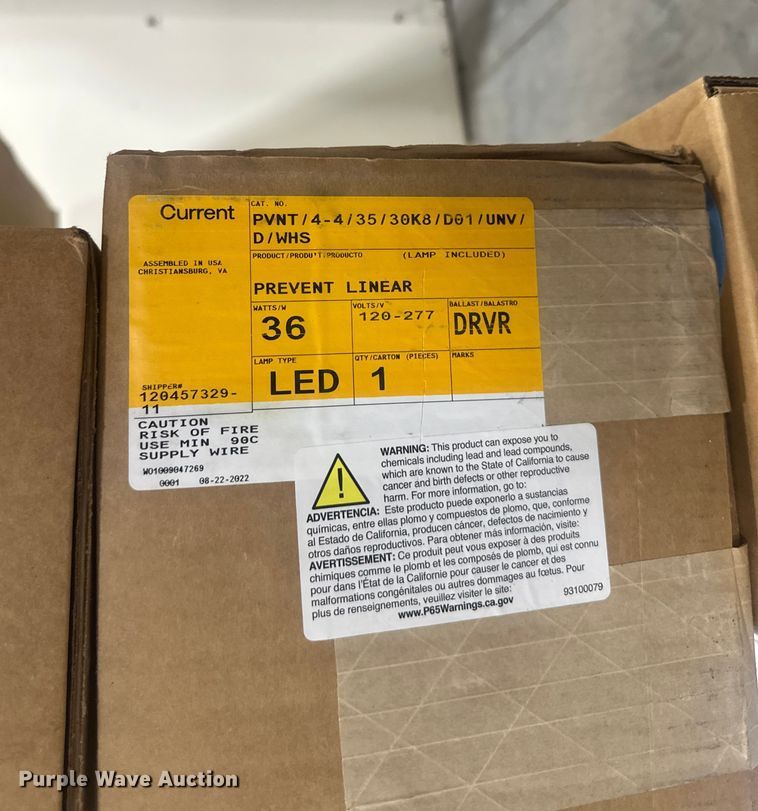 Current
ASSEMBLED IN USA
CHRISTIANSBURG, VA
SHIPPER#
120457329-
11
CAT. NO.
PVNT/4-4/35/30K8/D01/UNV/
D/WHS
PRODUCT/PRODUIT/PRODUCTO (LAMP INCLUDED)
PREVENT LINEAR
WATTS/W
36
VOLTS/V
120-277
BALLAST/BALASTRO
DRVR
LAMP TYPE
LED
QTY/CARTON (PIECES)
1
MARKS
CAUTION
RISK OF FIRE
USE MIN 90C
SUPPLY WIRE
WO1009047269
0001 08-22-2022
WARNING: This product can expose you to
chemicals including lead and lead compounds,
which are known to the State of California to cause
cancer and birth defects or other reproductive
harm. For more information, go to:
ADVERTENCIA: Este producto puede exponerlo a sustancias
químicas, entre ellas plomo y compuestos de plomo, que, conforme
al Estado de California, producen cáncer, defectos de nacimiento y
otros daños reproductivos. Para obtener más información, visite:
AVERTISSEMENT: Ce produit peut vous exposer à des produits
chimiques comme le plomb et les composés de plomb, qui est connu
pour dans l'État de la Californie pour causer le cancer et des
malformations congénitales ou autres dommages au fœtus. Pour
plus de renseignements, veuillez visiter le site:
www.P65Warnings.ca.gov
93100079
Purple Wave Auction